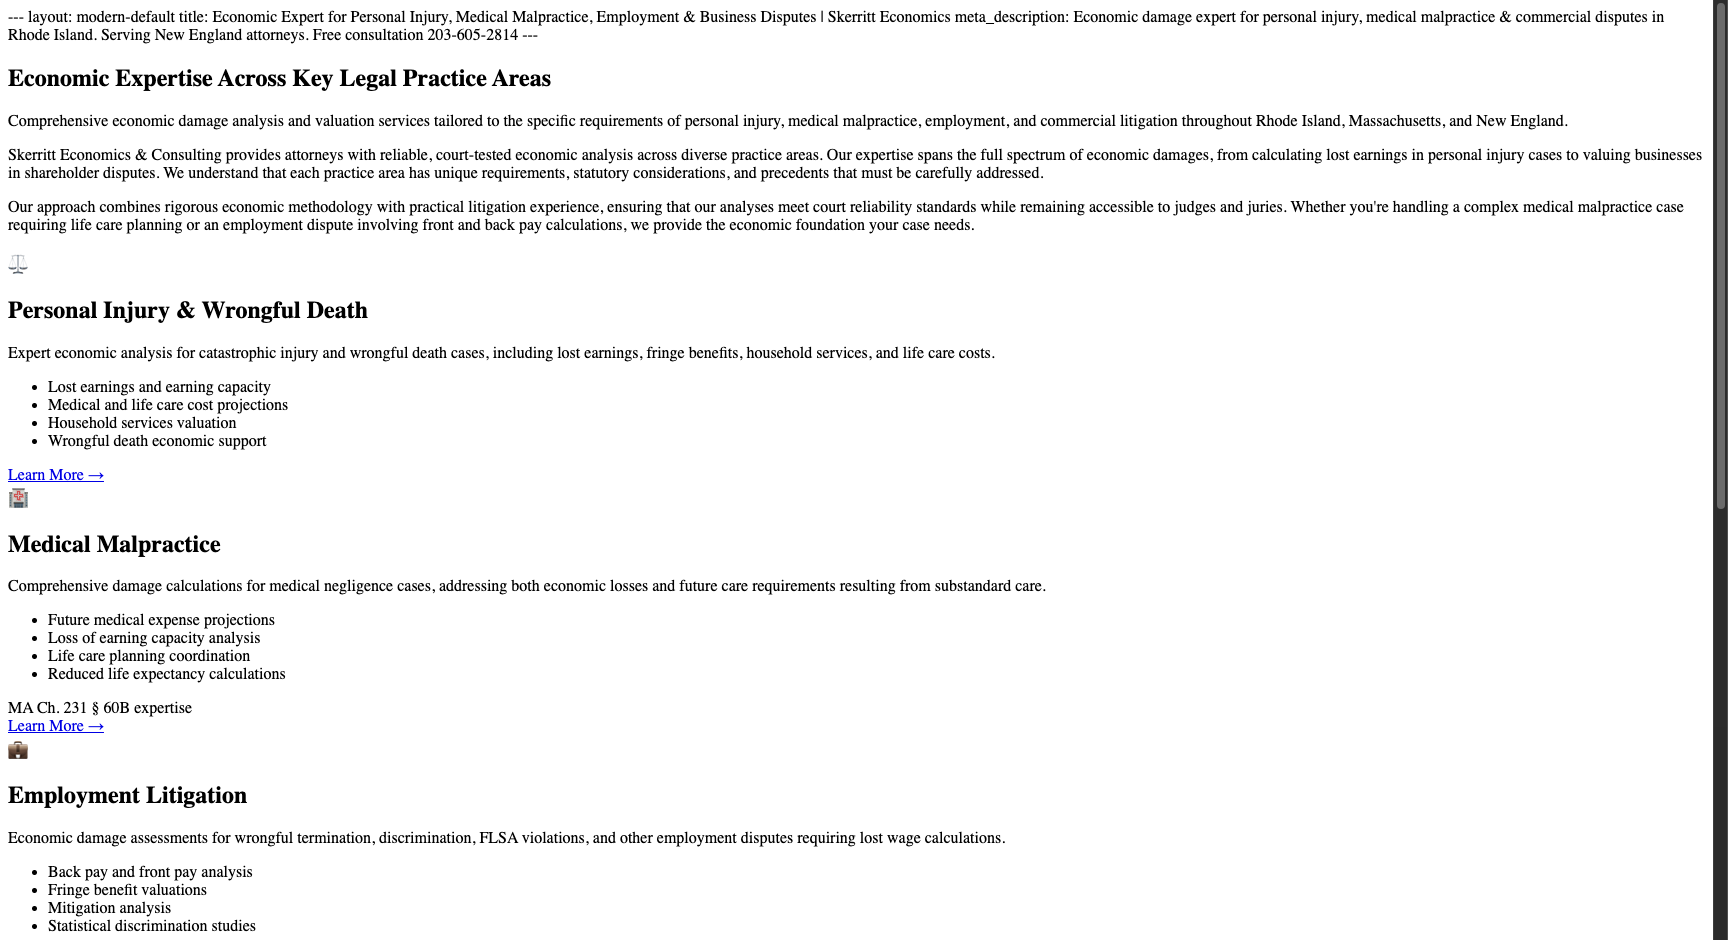 --- layout: modern-default title: Economic Expert for Personal Injury, Medical Malpractice, Employment & Business Disputes | Skerritt Economics meta_description: Economic damage expert for personal injury, medical malpractice & commercial disputes in
Rhode Island. Serving New England attorneys. Free consultation 203-605-2814 ---
Economic Expertise Across Key Legal Practice Areas
Comprehensive economic damage analysis and valuation services tailored to the specific requirements of personal injury, medical malpractice, employment, and commercial litigation throughout Rhode Island, Massachusetts, and New England.
Skerritt Economics & Consulting provides attorneys with reliable, court-tested economic analysis across diverse practice areas. Our expertise spans the full spectrum of economic damages, from calculating lost earnings in personal injury cases to valuing businesses
in shareholder disputes. We understand that each practice area has unique requirements, statutory considerations, and precedents that must be carefully addressed.
Our approach combines rigorous economic methodology with practical litigation experience, ensuring that our analyses meet court reliability standards while remaining accessible to judges and juries. Whether you're handling a complex medical malpractice case
requiring life care planning or an employment dispute involving front and back pay calculations, we provide the economic foundation your case needs.
Personal Injury & Wrongful Death
Expert economic analysis for catastrophic injury and wrongful death cases, including lost earnings, fringe benefits, household services, and life care costs.
• Lost earnings and earning capacity
• Medical and life care cost projections
• Household services valuation
• Wrongful death economic support
Learn More →
Medical Malpractice
Comprehensive damage calculations for medical negligence cases, addressing both economic losses and future care requirements resulting from substandard care.
• Future medical expense projections
• Loss of earning capacity analysis
• Life care planning coordination
• Reduced life expectancy calculations
MA Ch. 231 § 60B expertise
Learn More →
Employment Litigation
Economic damage assessments for wrongful termination, discrimination, FLSA violations, and other employment disputes requiring lost wage calculations.
• Back pay and front pay analysis
• Fringe benefit valuations
• Mitigation analysis
• Statistical discrimination studies